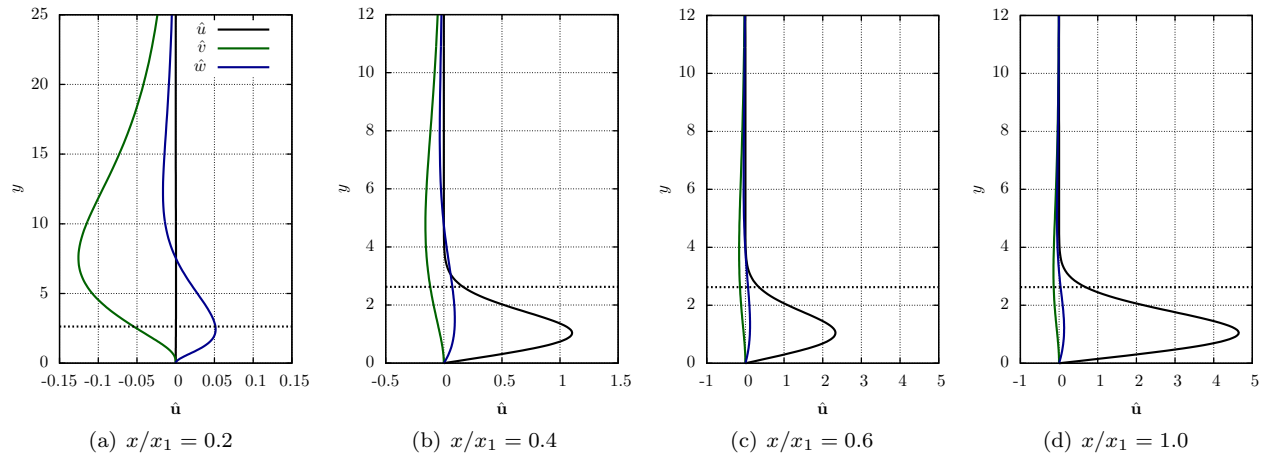 25
20
15
10
5
0
y
û
v̂
ŵ
-0.15 -0.1 -0.05 0 0.05 0.1 0.15
û
(a) x/x₁ = 0.2
12
10
8
6
4
2
0
y
-0.5 0 0.5 1 1.5
û
(b) x/x₁ = 0.4
12
10
8
6
4
2
0
y
-1 0 1 2 3 4 5
û
(c) x/x₁ = 0.6
12
10
8
6
4
2
0
y
-1 0 1 2 3 4 5
û
(d) x/x₁ = 1.0